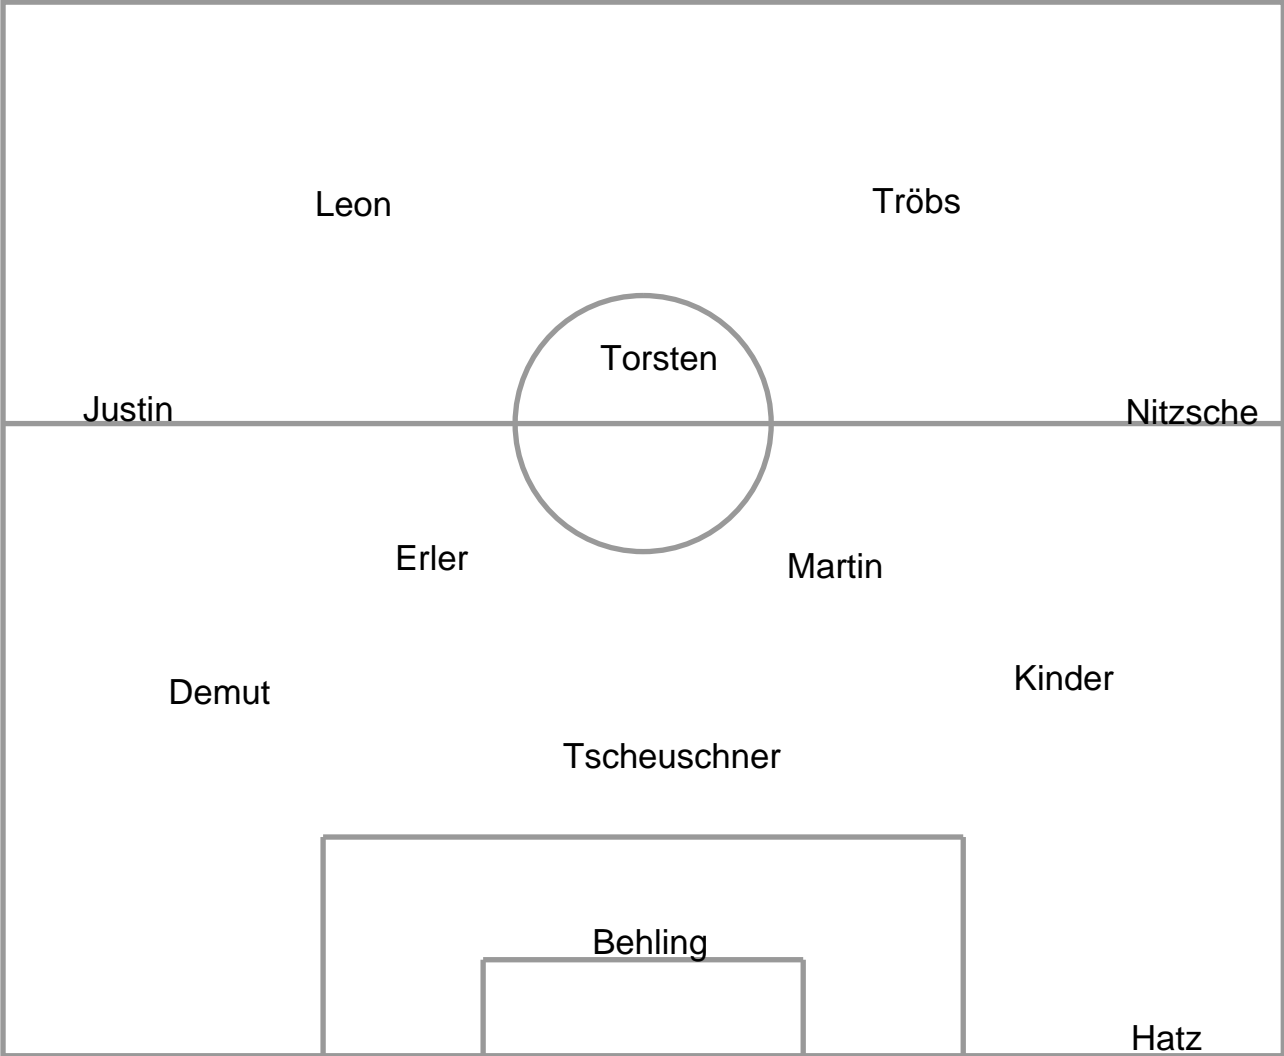 Leon
Tröbs
Torsten
Justin
Nitzsche
Erler
Martin
Demut
Kinder
Tscheuschner
Behling
Hatz